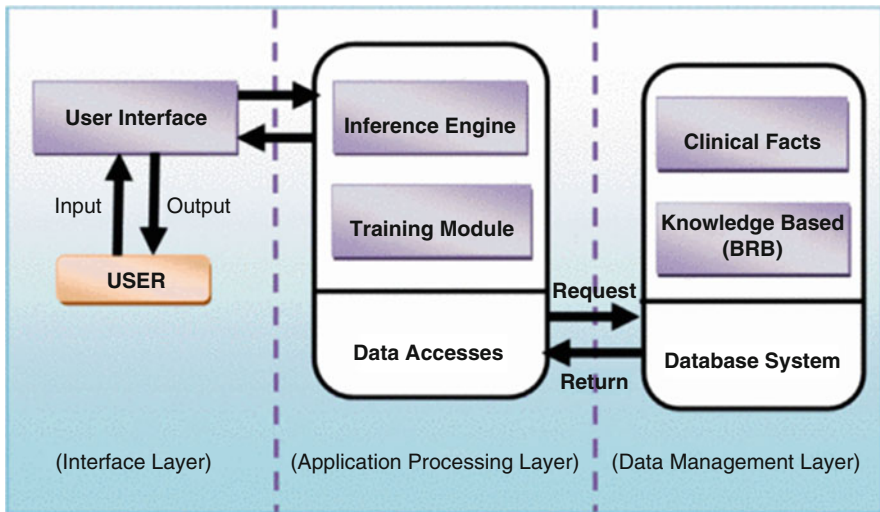 User Interface
Input
Output
USER
(Interface Layer)
Inference Engine
Training Module
Data Accesses
(Application Processing Layer)
Request
Return
Clinical Facts
Knowledge Based
(BRB)
Database System
(Data Management Layer)